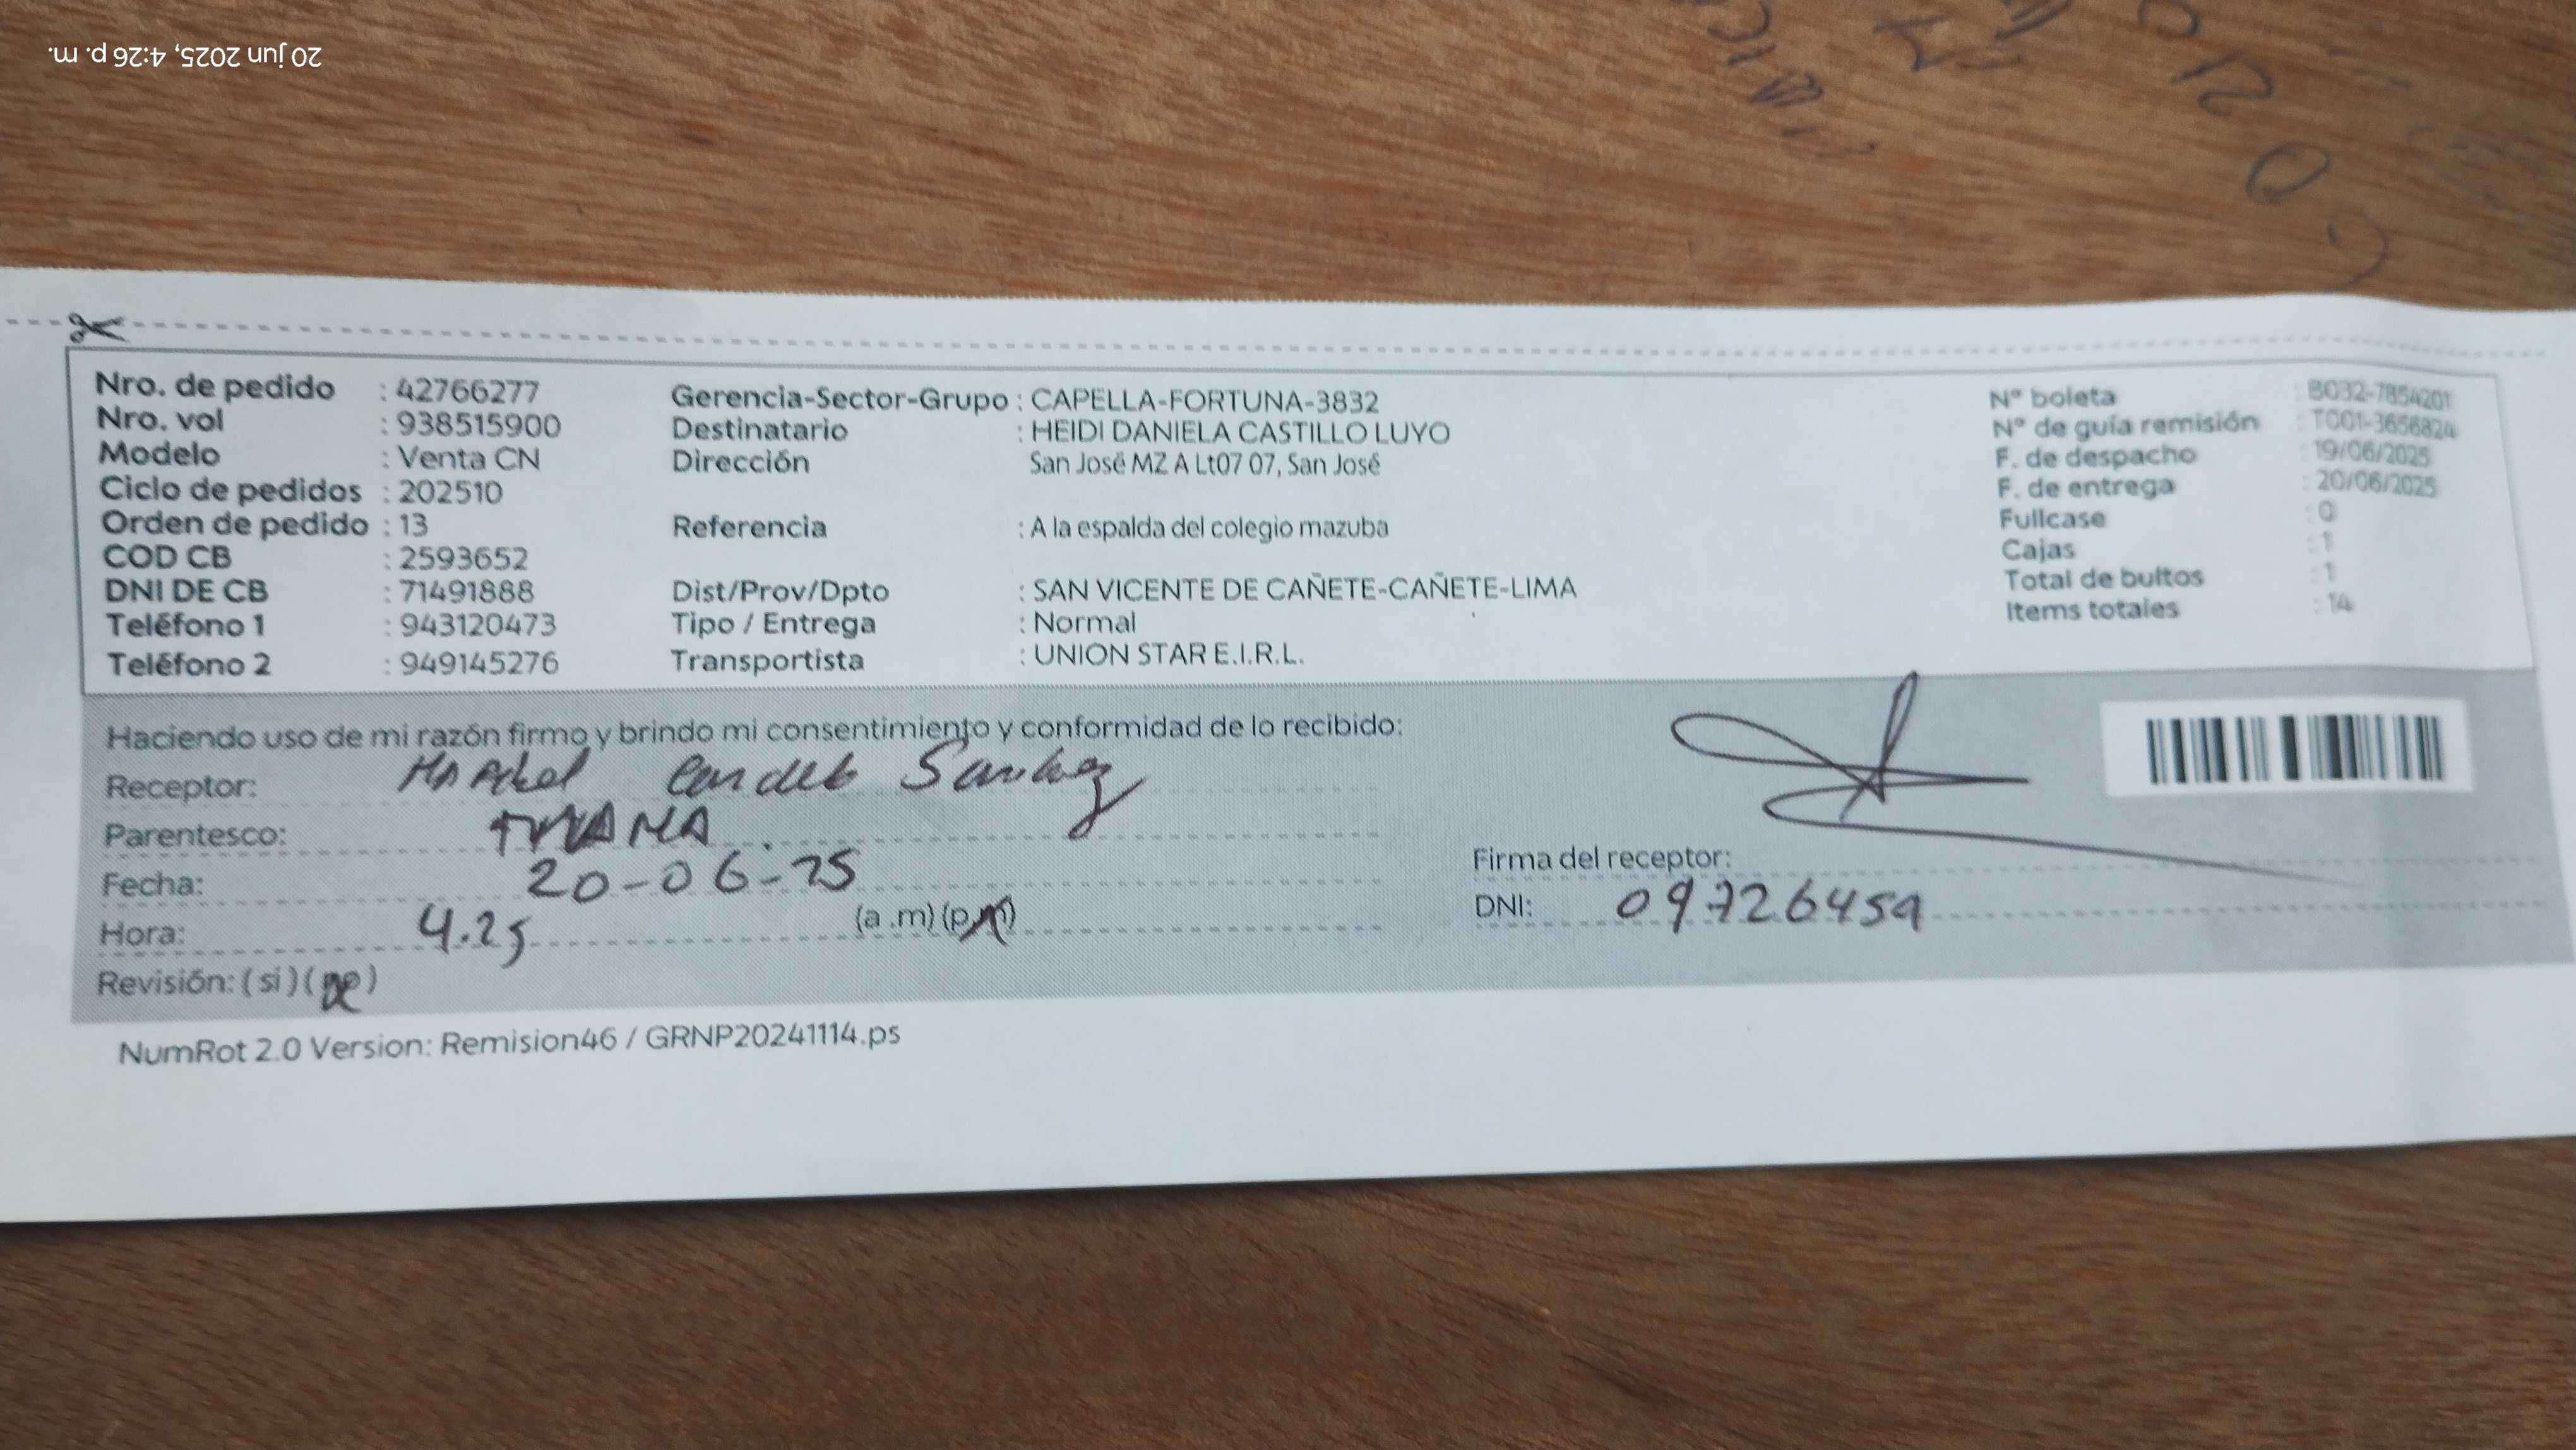 20 jun 2025, 4:26 p. m.
Nro. de pedido : 42766277
Nro. vol : 938515900
Modelo : Venta CN
Ciclo de pedidos : 202510
Orden de pedido : 13
COD CB : 2593652
DNI DE CB : 71491888
Teléfono 1 : 943120473
Teléfono 2 : 949145276
Gerencia-Sector-Grupo : CAPELLA-FORTUNA-3832
Destinatario : HEIDI DANIELA CASTILLO LUYO
Dirección San José MZ A Lt07 07, San José
Referencia : A la espalda del colegio mazuba
Dist/Prov/Dpto : SAN VICENTE DE CAÑETE-CAÑETE-LIMA
Tipo / Entrega : Normal
Transportista : UNION STAR E.I.R.L.
N° boleta : B032-7854201
N° de guía remisión : T001-3656824
F. de despacho : 19/06/2025
F. de entrega : 20/06/2025
Fullcase : 0
Cajas : 1
Total de bultos : 1
Items totales : 14
Haciendo uso de mi razón firmo y brindo mi consentimiento y conformidad de lo recibido:
Receptor:
Parentesco:
Fecha: 20-06-25
Hora: 4.25 (a .m) (p.m)
Revisión: ( si ) ( no )
Firma del receptor:
DNI: 09726459
NumRot 2.0 Version: Remision46 / GRNP20241114.ps